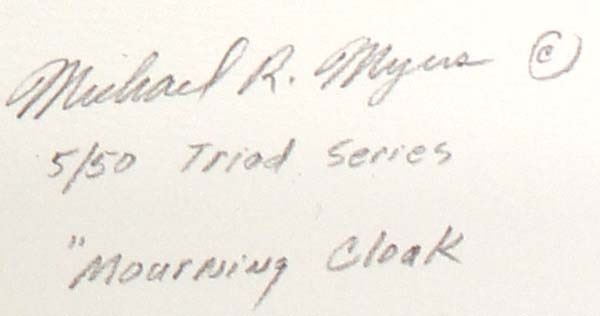 Michael R. Myers ©
5/50 Triad Series
"Mourning Cloak